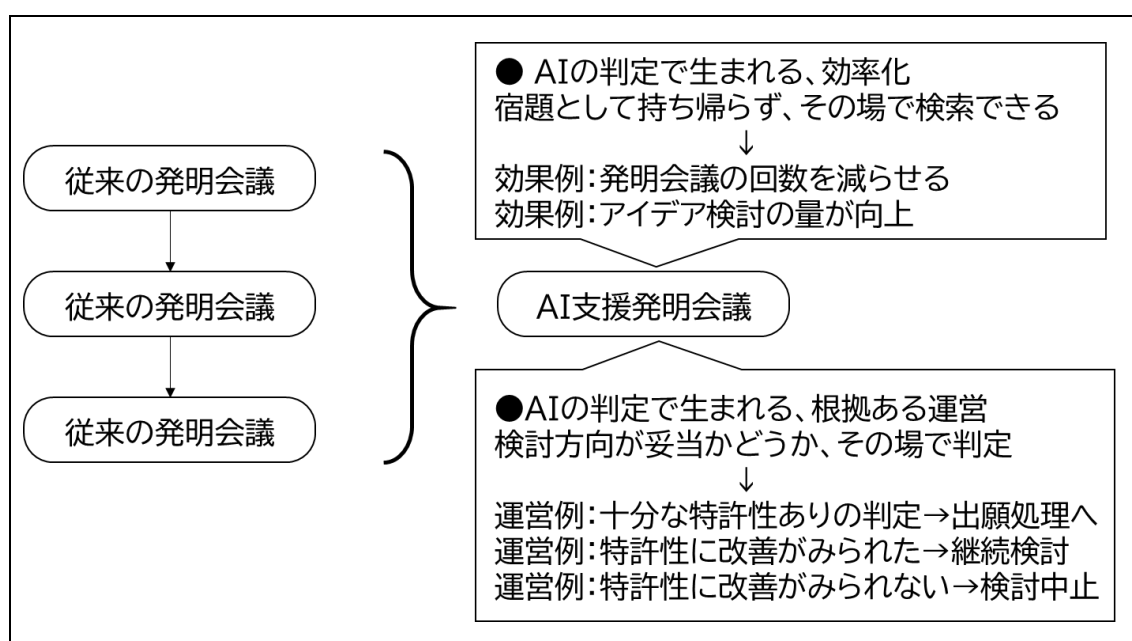 従来の発明会議
従来の発明会議
従来の発明会議
● AIの判定で生まれる、効率化
宿題として持ち帰らず、その場で検索できる
↓
効果例：発明会議の回数を減らせる
効果例：アイデア検討の量が向上
AI支援発明会議
●AIの判定で生まれる、根拠ある運営
検討方向が妥当かどうか、その場で判定
↓
運営例：十分な特許性ありの判定→出願処理へ
運営例：特許性に改善がみられた→継続検討
運営例：特許性に改善がみられない→検討中止